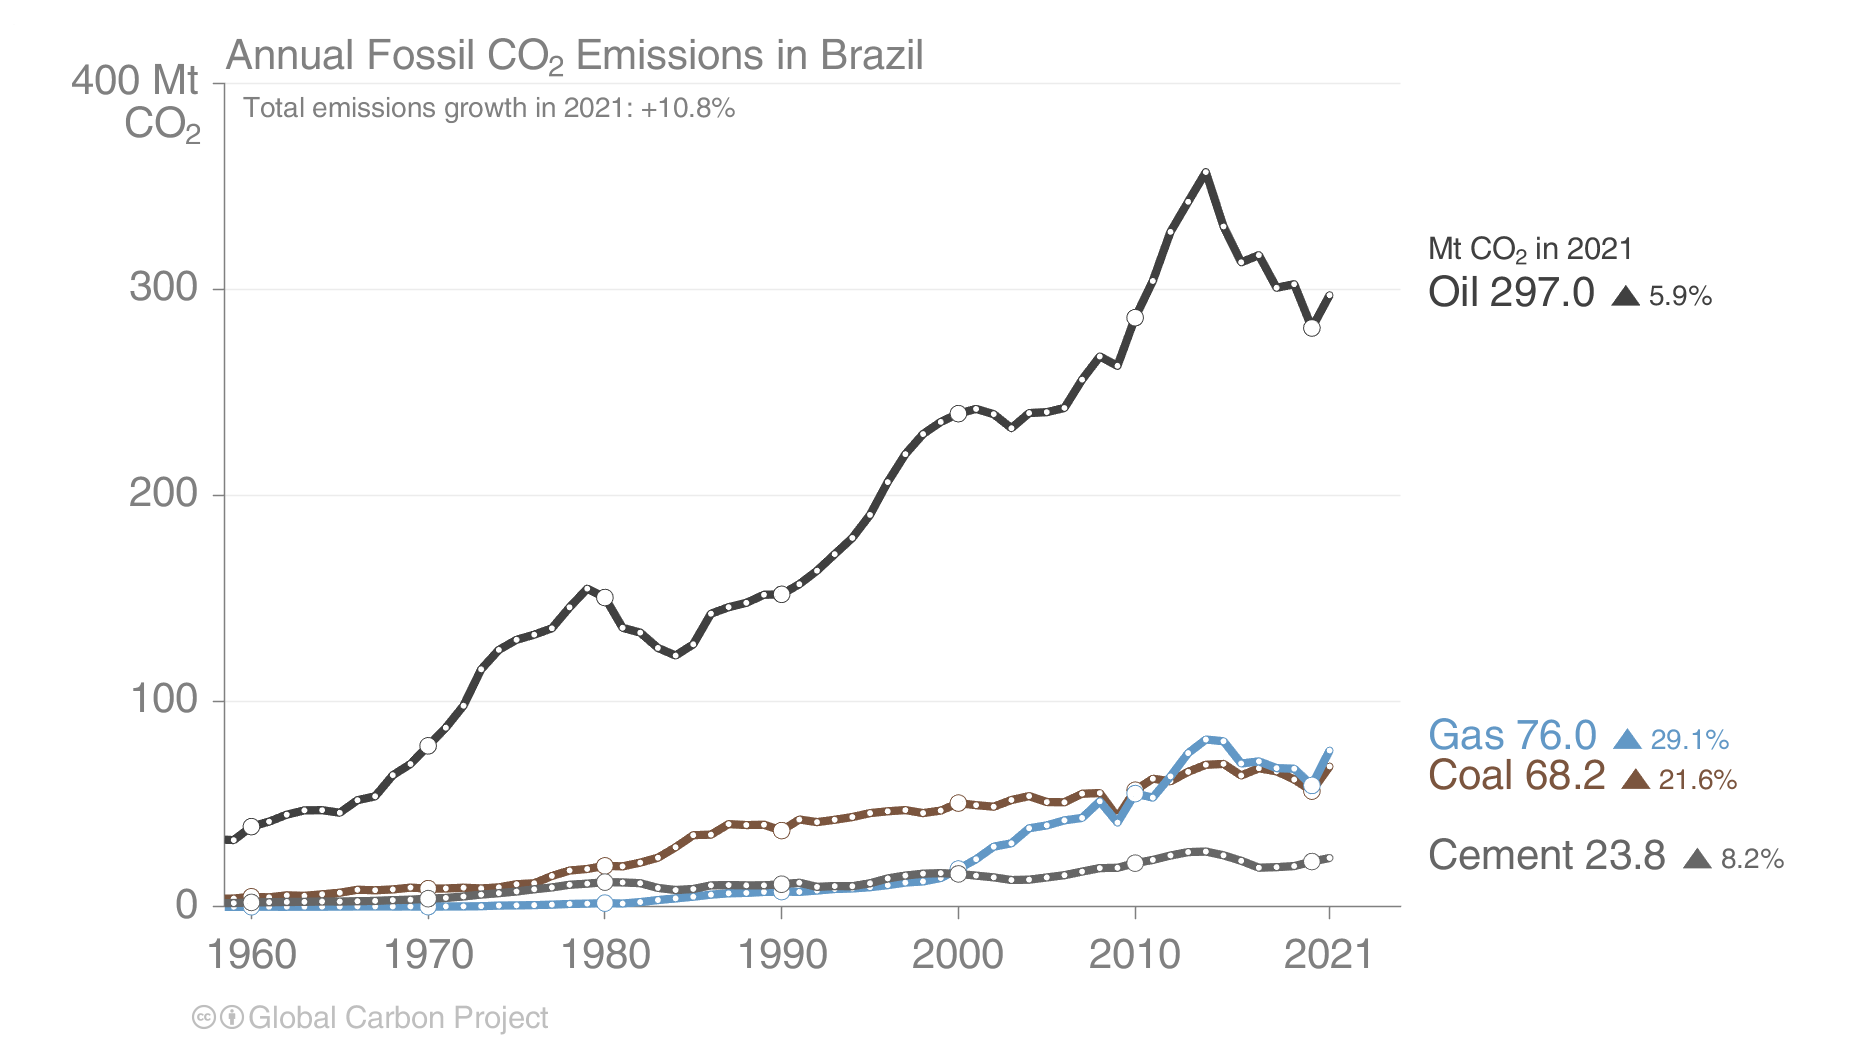 Annual Fossil CO₂ Emissions in Brazil
400 Mt
CO₂
Total emissions growth in 2021: +10.8%
300
200
100
0
1960 1970 1980 1990 2000 2010 2021
Mt CO₂ in 2021
Oil 297.0 ▲ 5.9%
Gas 76.0 ▲ 29.1%
Coal 68.2 ▲ 21.6%
Cement 23.8 ▲ 8.2%
cc Global Carbon Project